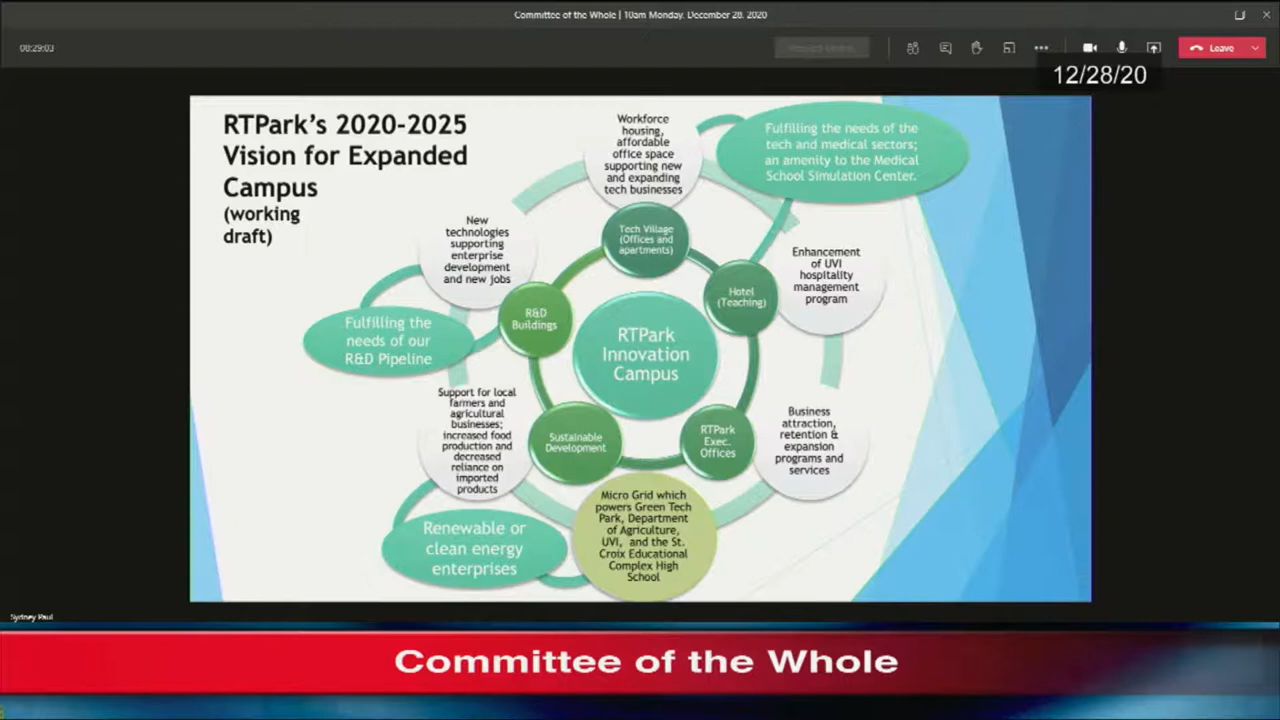 Committee of the Whole | 10am Monday, December 28, 2020
00:29:03
Leave
12/28/20
RTPark's 2020-2025
Vision for Expanded
Campus
(working
draft)
Workforce
housing,
affordable
office space
supporting new
and expanding
tech businesses
Fulfilling the needs of the
tech and medical sectors;
an amenity to the Medical
School Simulation Center.
New
technologies
supporting
enterprise
development
and new jobs
Tech Village
(Offices and
apartments)
Enhancement
of UVI
hospitality
management
program
Hotel
(Teaching)
R&D
Buildings
Fulfilling the
needs of our
R&D Pipeline
RTPark
Innovation
Campus
Support for local
farmers and
agricultural
businesses;
increased food
production and
decreased
reliance on
imported
products
Sustainable
Development
RTPark
Exec.
Offices
Business
attraction,
retention &
expansion
programs and
services
Micro Grid which
powers Green Tech
Park, Department
of Agriculture,
UVI, and the St.
Croix Educational
Complex High
School
Renewable or
clean energy
enterprises
Sydney Paul
Committee of the Whole